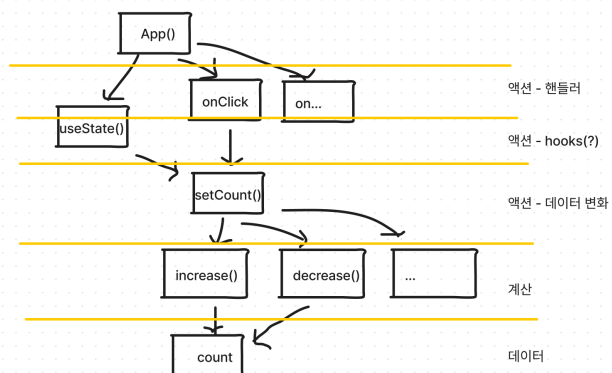 App()
액션 - 핸들러
onClick
on...
useState()
액션 - hooks(?)
setCount()
액션 - 데이터 변화
increase()
decrease()
...
계산
count
데이터